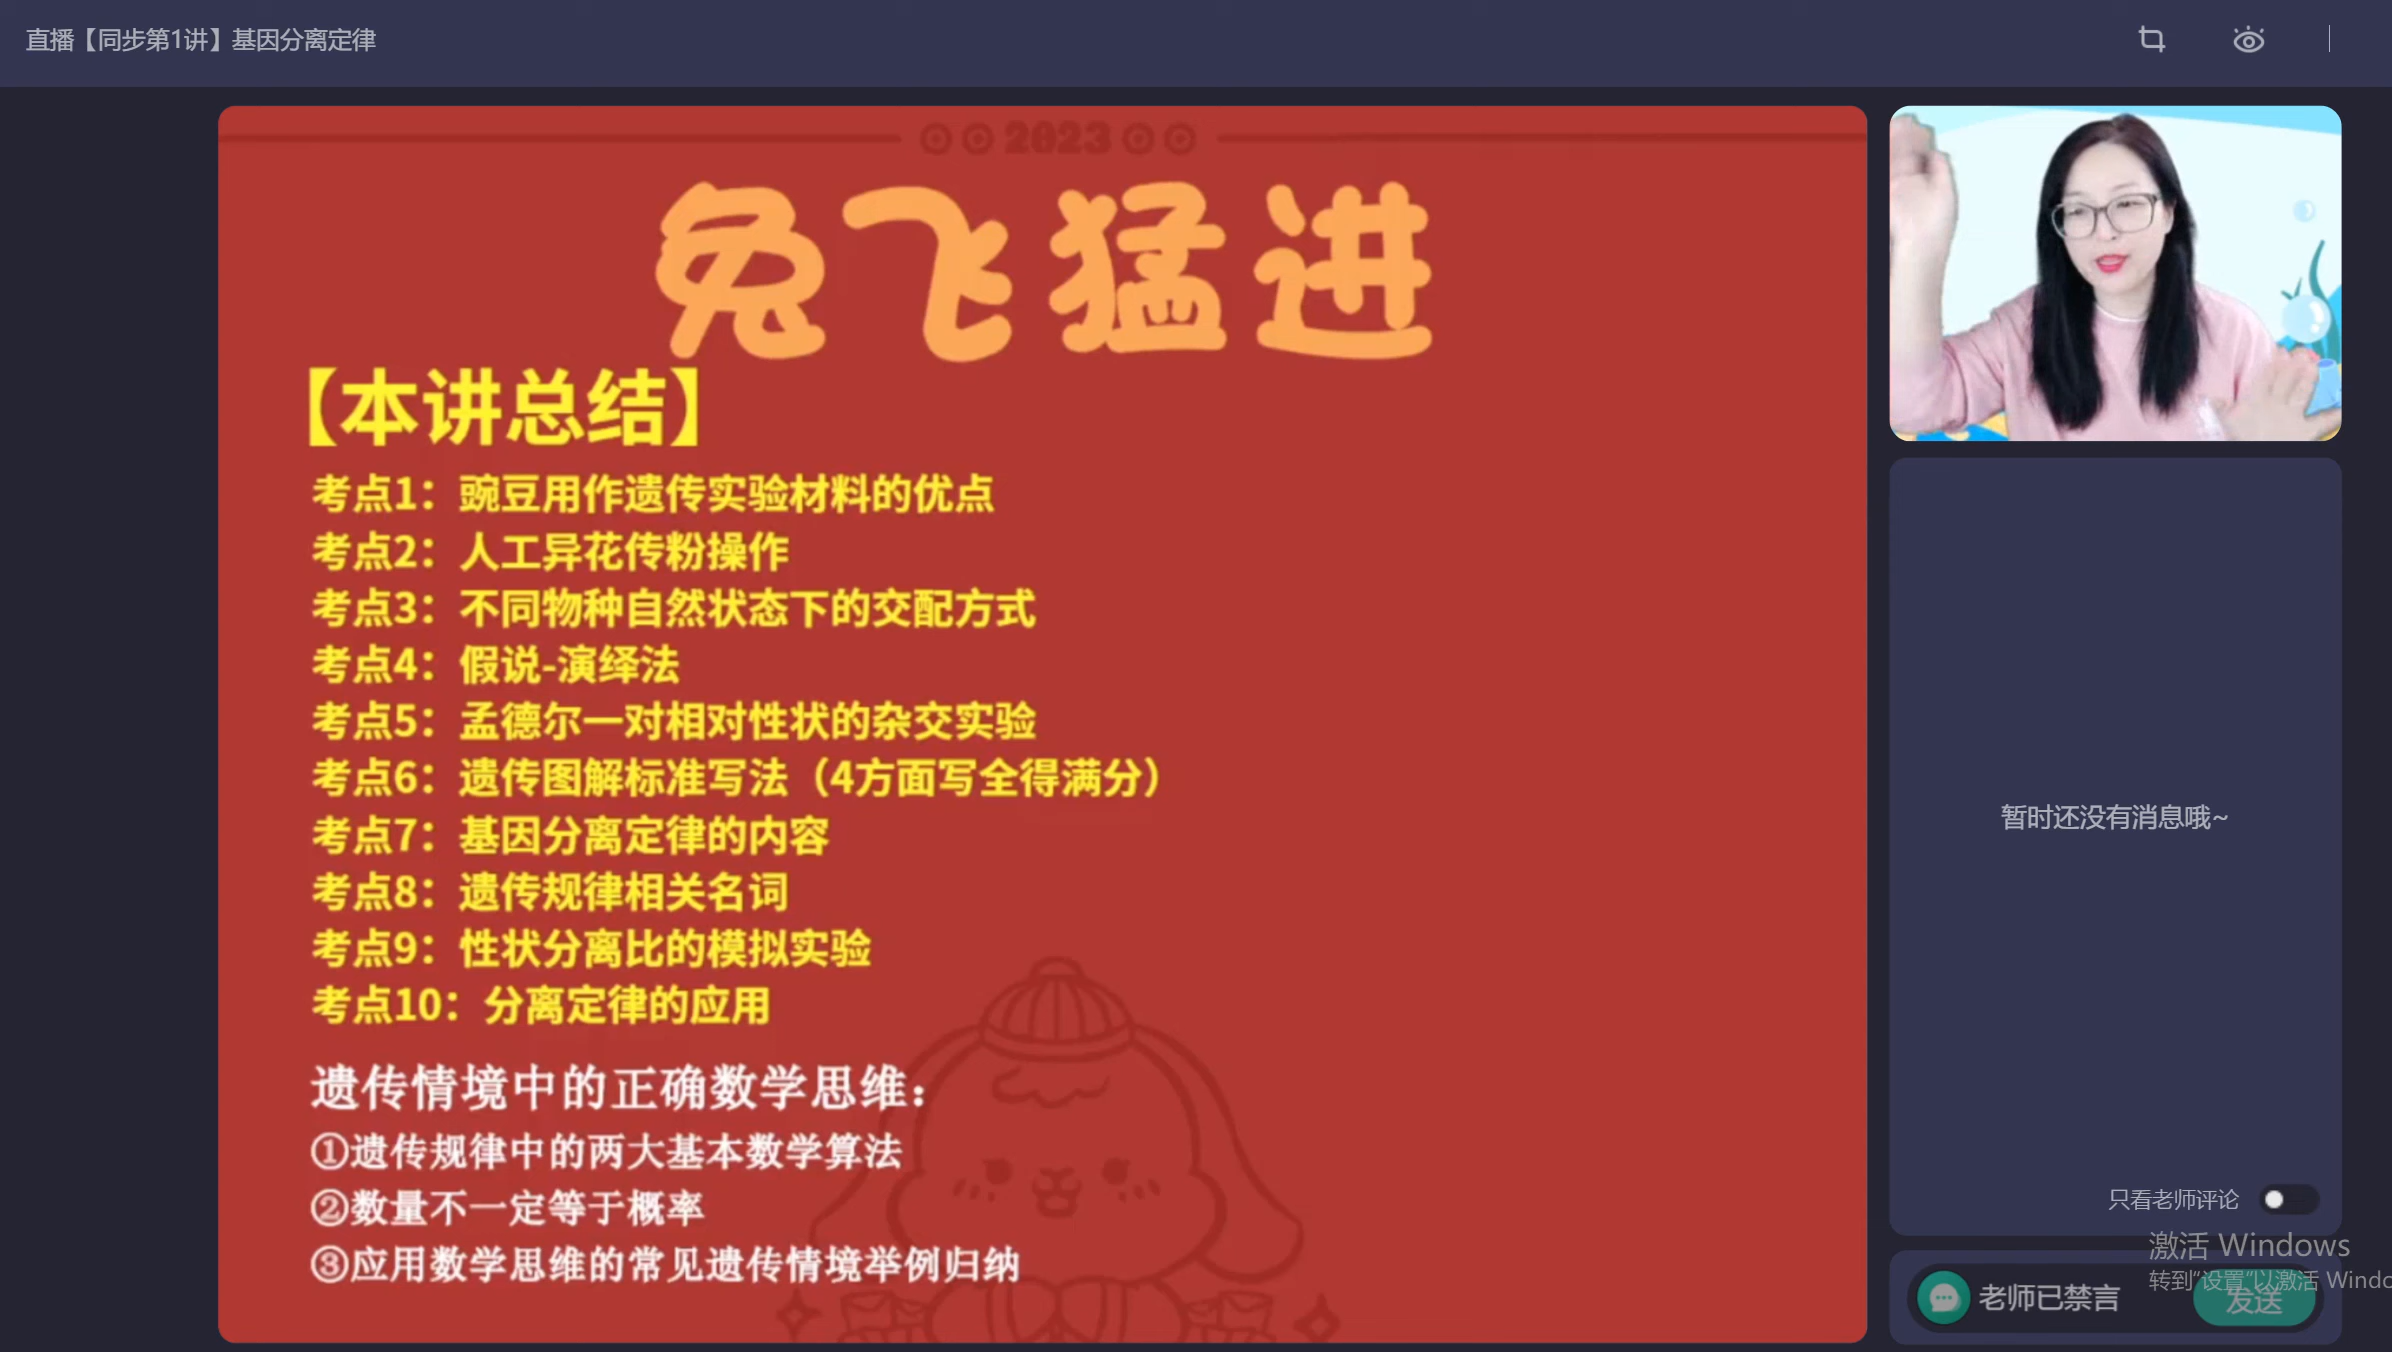 直播【同步第1讲】基因分离定律
2023
兔飞猛进
【本讲总结】
考点1：豌豆用作遗传实验材料的优点
考点2：人工异花传粉操作
考点3：不同物种自然状态下的交配方式
考点4：假说-演绎法
考点5：孟德尔一对相对性状的杂交实验
考点6：遗传图解标准写法（4方面写全得满分）
考点7：基因分离定律的内容
考点8：遗传规律相关名词
考点9：性状分离比的模拟实验
考点10：分离定律的应用
遗传情境中的正确数学思维：
①遗传规律中的两大基本数学算法
②数量不一定等于概率
③应用数学思维的常见遗传情境举例归纳
暂时还没有消息哦~
只看老师评论
激活 Windows
转到“设置”以激活 Windo
老师已禁言
发送